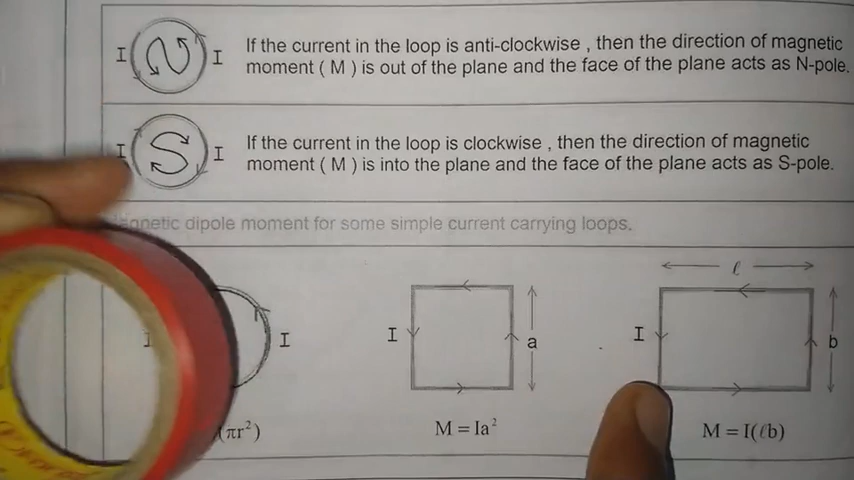 I
I
If the current in the loop is anti-clockwise , then the direction of magnetic
moment ( M ) is out of the plane and the face of the plane acts as N-pole.
I
I
If the current in the loop is clockwise , then the direction of magnetic
moment ( M ) is into the plane and the face of the plane acts as S-pole.
dipole moment for some simple current carrying loops.
I
I
a
ℓ
I
b
(πr²)
M = Ia²
M = I(ℓb)